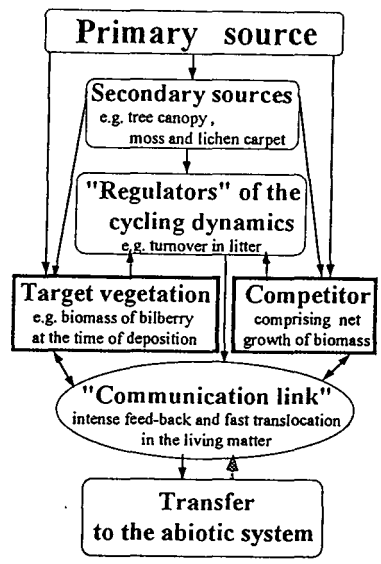 Primary source
Secondary sources
e.g. tree canopy,
moss and lichen carpet
"Regulators" of the
cycling dynamics
e.g. turnover in litter
Target vegetation
e.g. biomass of bilberry
at the time of deposition
Competitor
comprising net
growth of biomass
"Communication link"
intense feed-back and fast translocation
in the living matter
Transfer
to the abiotic system